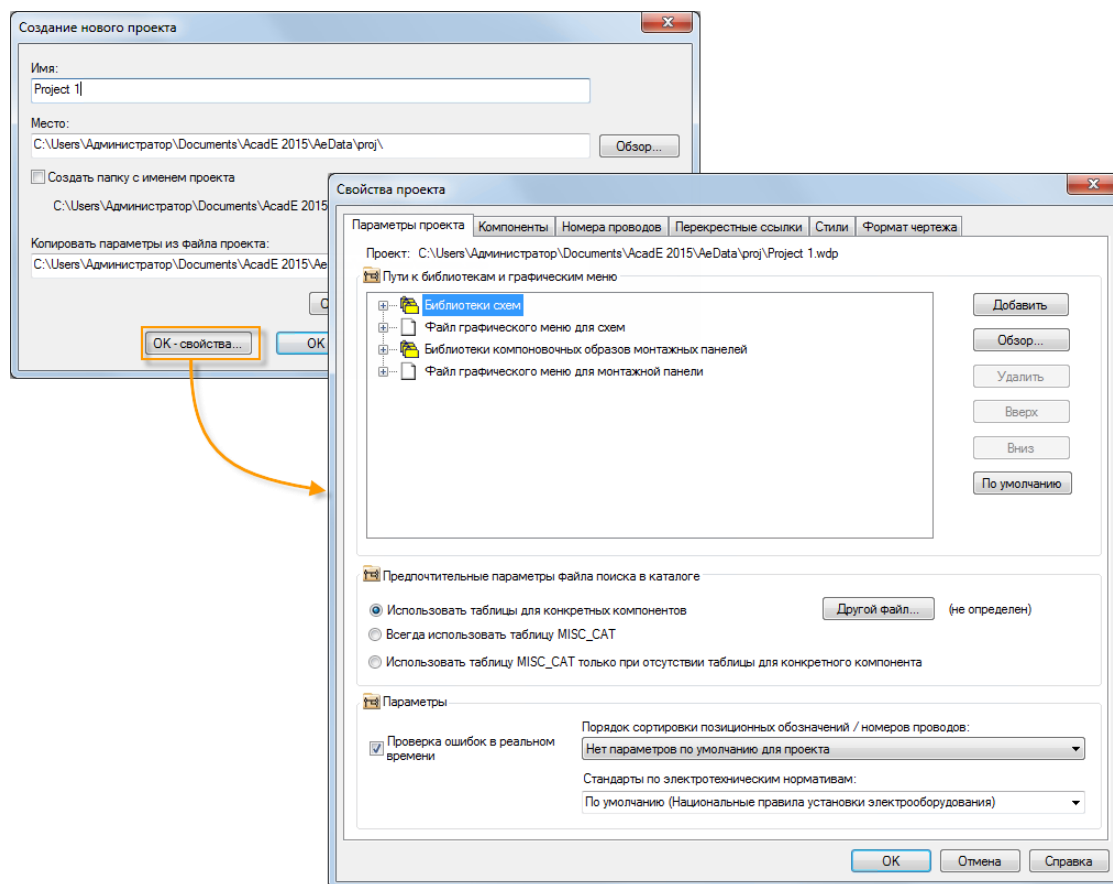 Создание нового проекта
Имя:
Project 1
Место:
C:\Users\Администратор\Documents\AcadE 2015\AeData\proj\
Обзор...
Создать папку с именем проекта
C:\Users\Администратор\Documents\AcadE 2015
Копировать параметры из файла проекта:
C:\Users\Администратор\Documents\AcadE 2015\Ae
ОК - свойства...
ОК
Свойства проекта
Параметры проекта
Компоненты
Номера проводов
Перекрестные ссылки
Стили
Формат чертежа
Проект: C:\Users\Администратор\Documents\AcadE 2015\AeData\proj\Project 1.wdp
Пути к библиотекам и графическим меню
Библиотеки схем
Файл графического меню для схем
Библиотеки компоновочных образов монтажных панелей
Файл графического меню для монтажной панели
Добавить
Обзор...
Удалить
Вверх
Вниз
По умолчанию
Предпочтительные параметры файла поиска в каталоге
Использовать таблицы для конкретных компонентов
Другой файл...
(не определен)
Всегда использовать таблицу MISC_CAT
Использовать таблицу MISC_CAT только при отсутствии таблицы для конкретного компонента
Параметры
Проверка ошибок в реальном
времени
Порядок сортировки позиционных обозначений / номеров проводов:
Нет параметров по умолчанию для проекта
Стандарты по электротехническим нормативам:
По умолчанию (Национальные правила установки электрооборудования)
ОК
Отмена
Справка